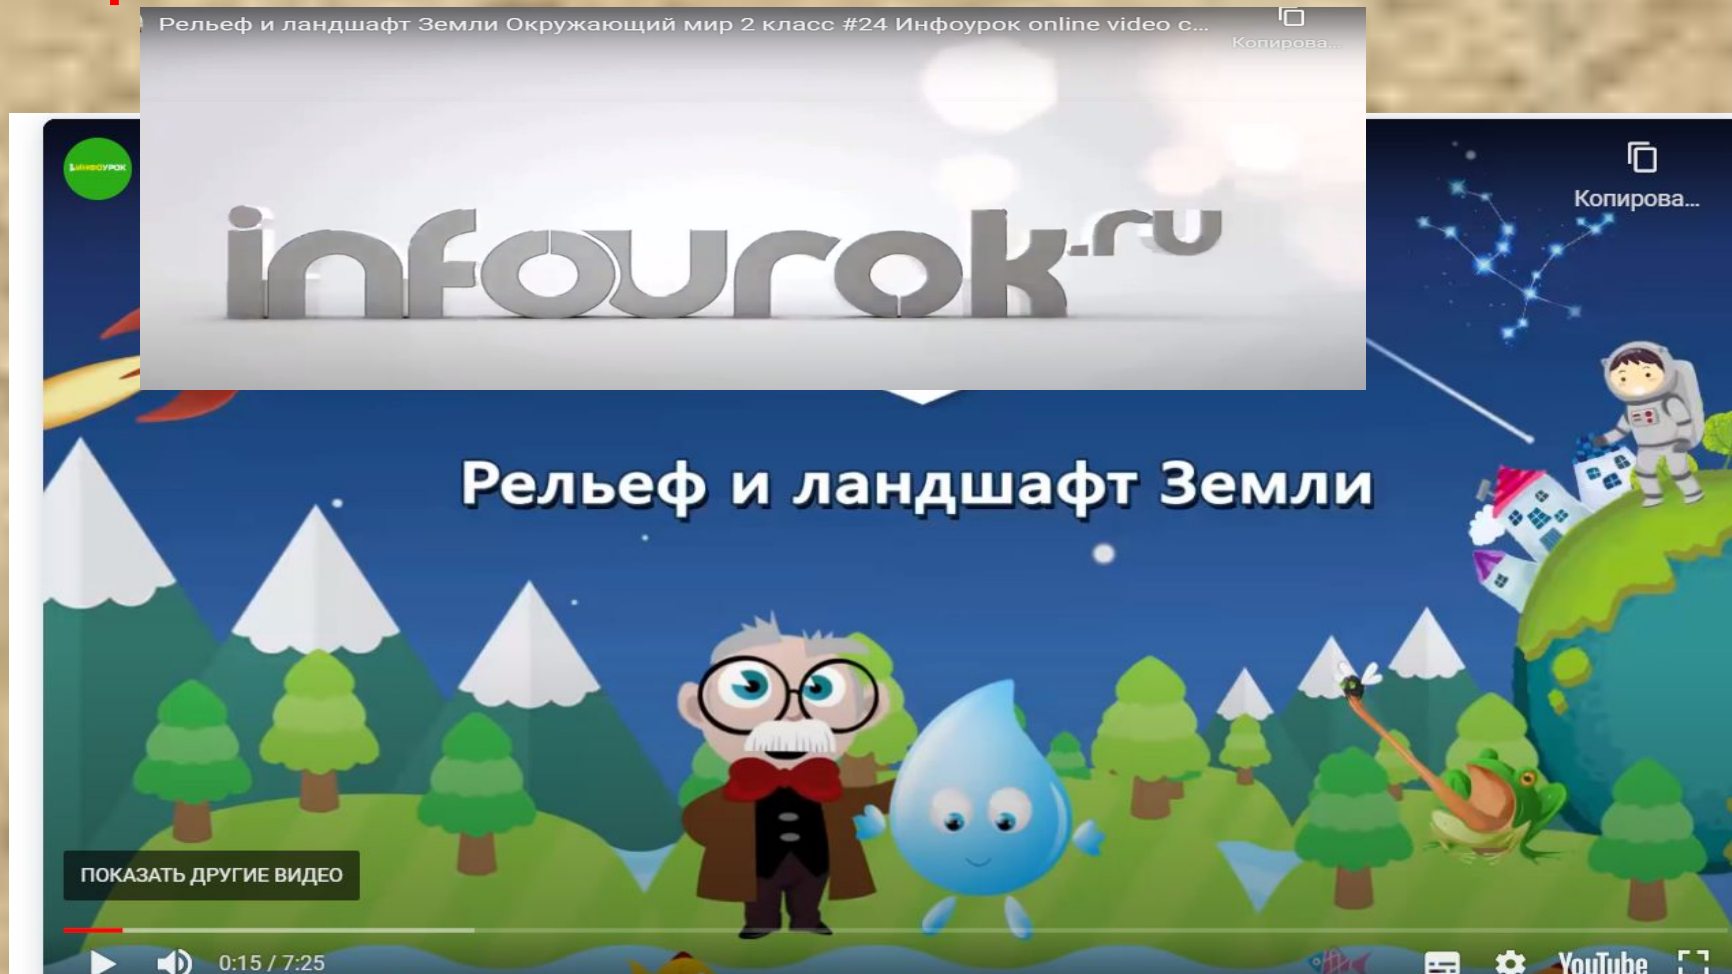 Рельеф и ландшафт Земли Окружающий мир 2 класс #24 Инфоурок online video c...
Копирова...
infourok.ru
ИНФОУРОК
Копирова...
Рельеф и ландшафт Земли
ПОКАЗАТЬ ДРУГИЕ ВИДЕО
0:15 / 7:25
YouTube